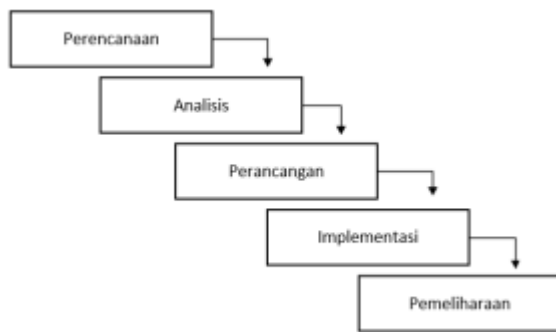 Perencanaan
Analisis
Perancangan
Implementasi
Pemeliharaan